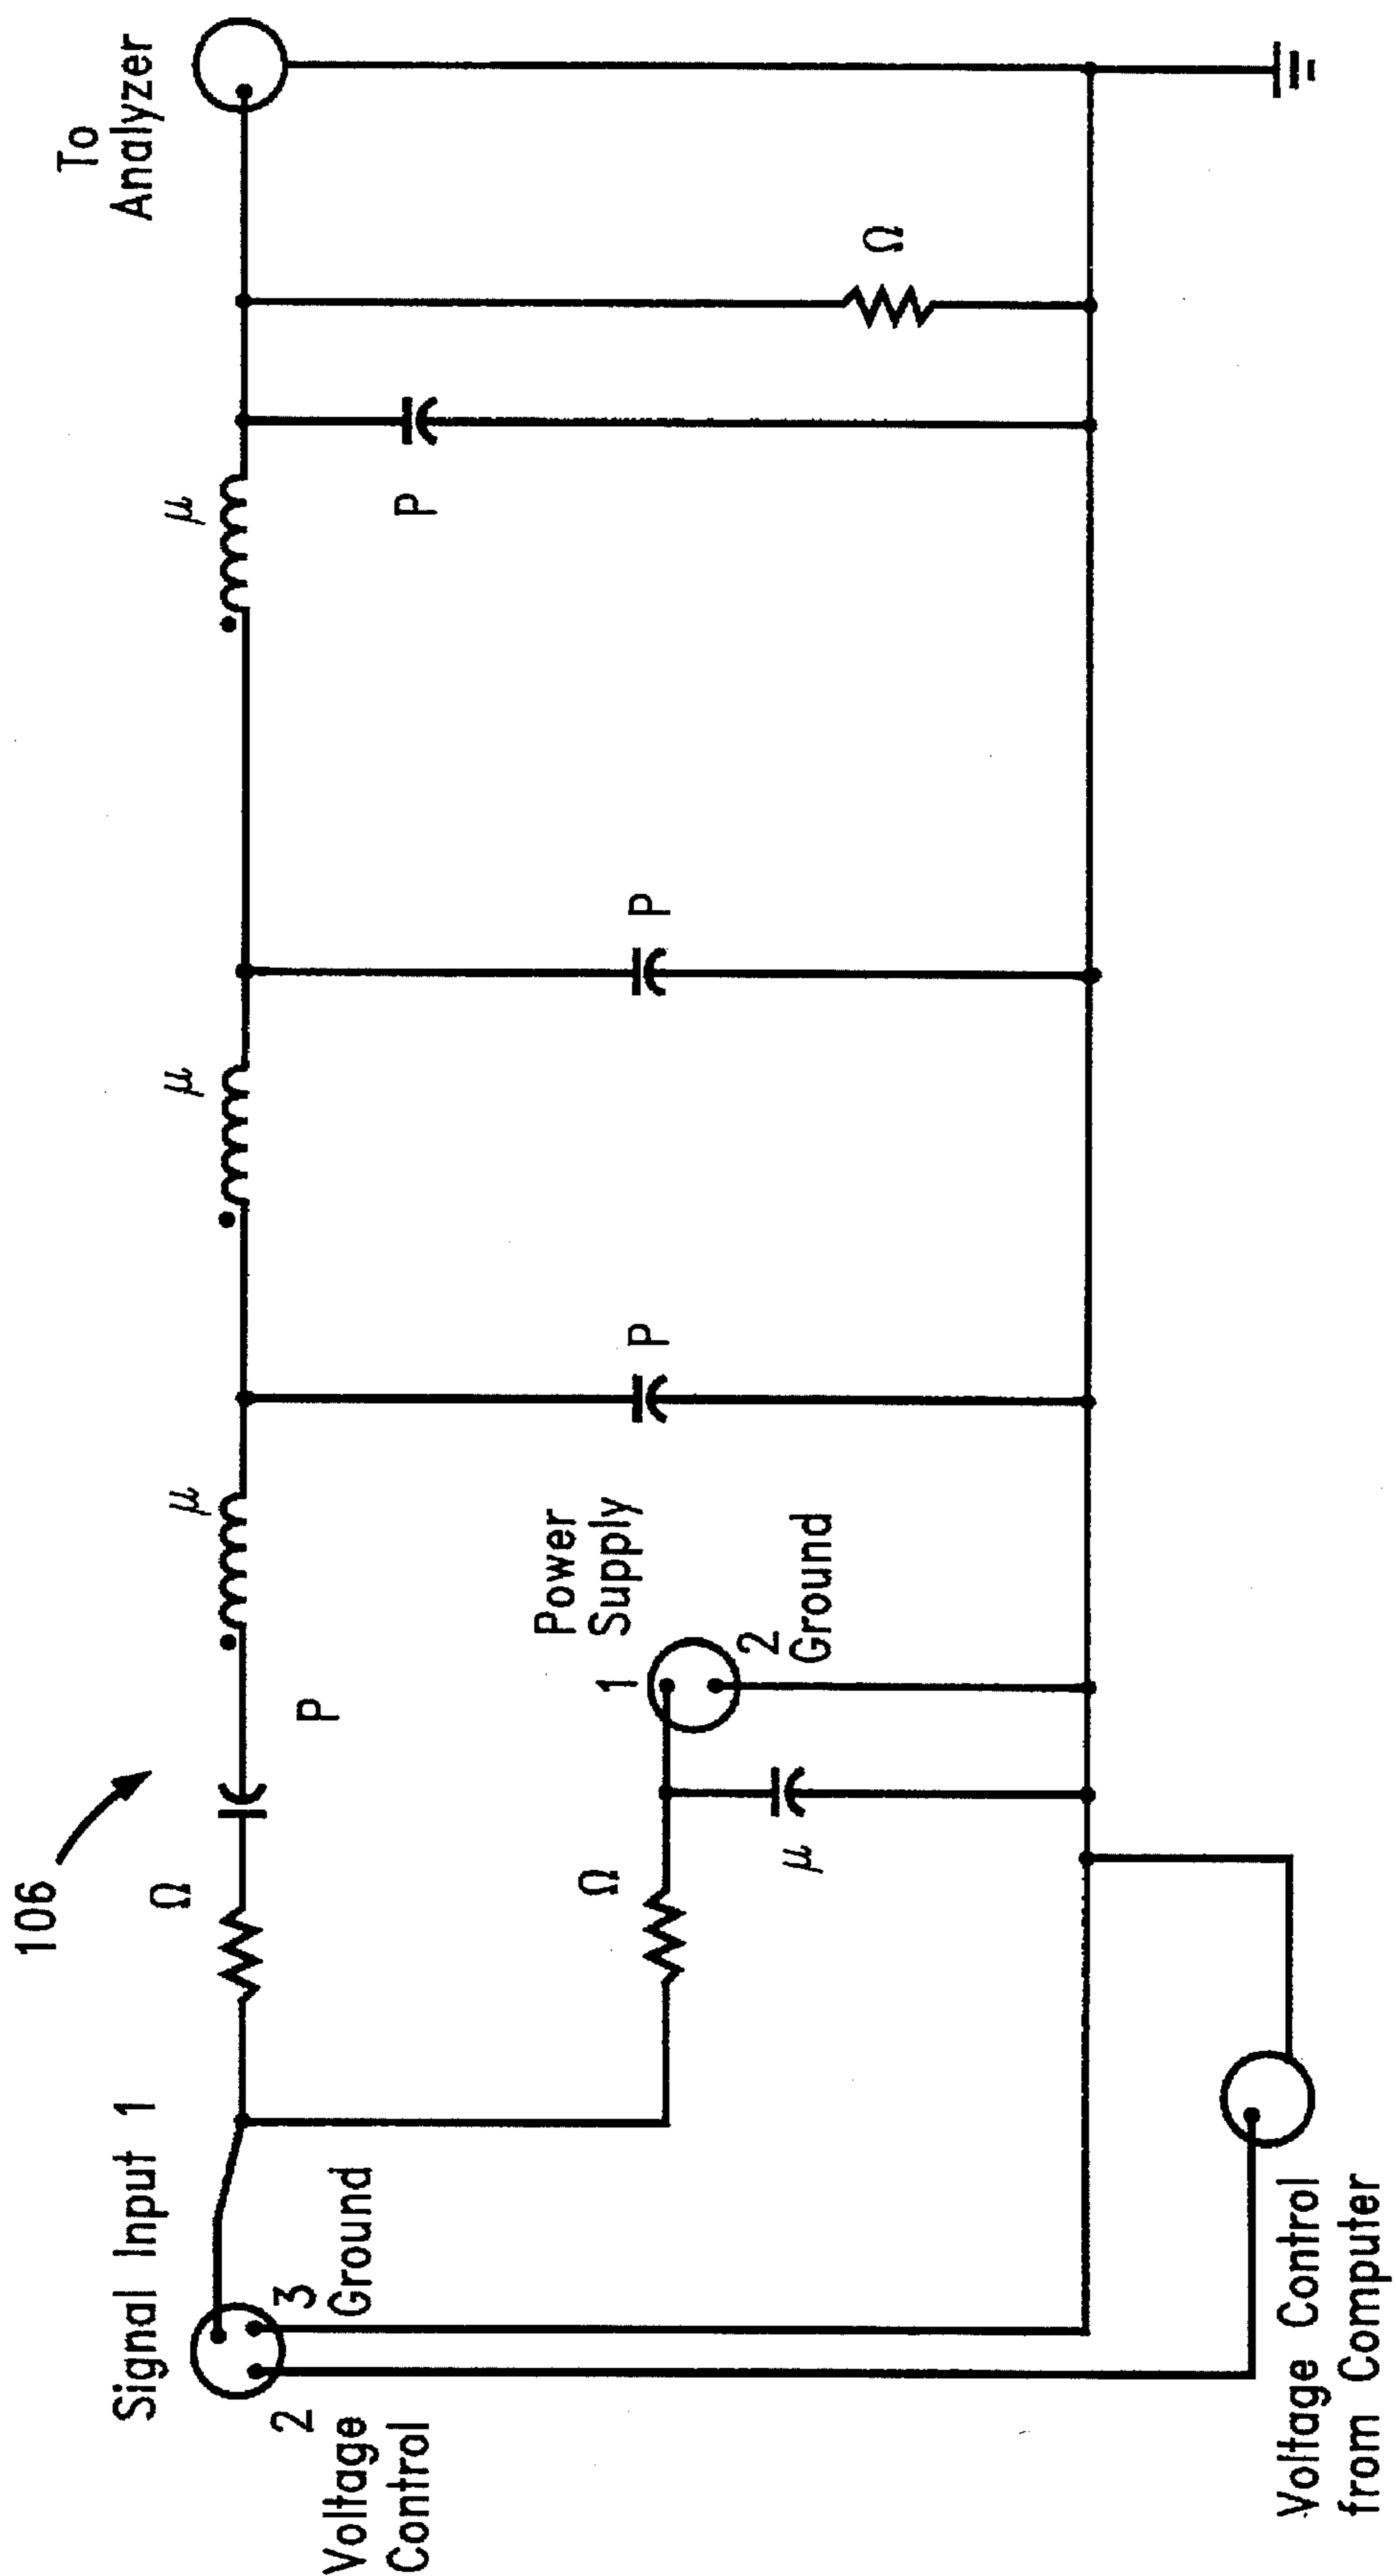 106
Signal Input 1
2
Voltage
Control
3
Ground
Ω
P
μ
P
μ
P
μ
P
Ω
To
Analyzer
Ω
μ
1
Power
Supply
2
Ground
Voltage Control
from Computer